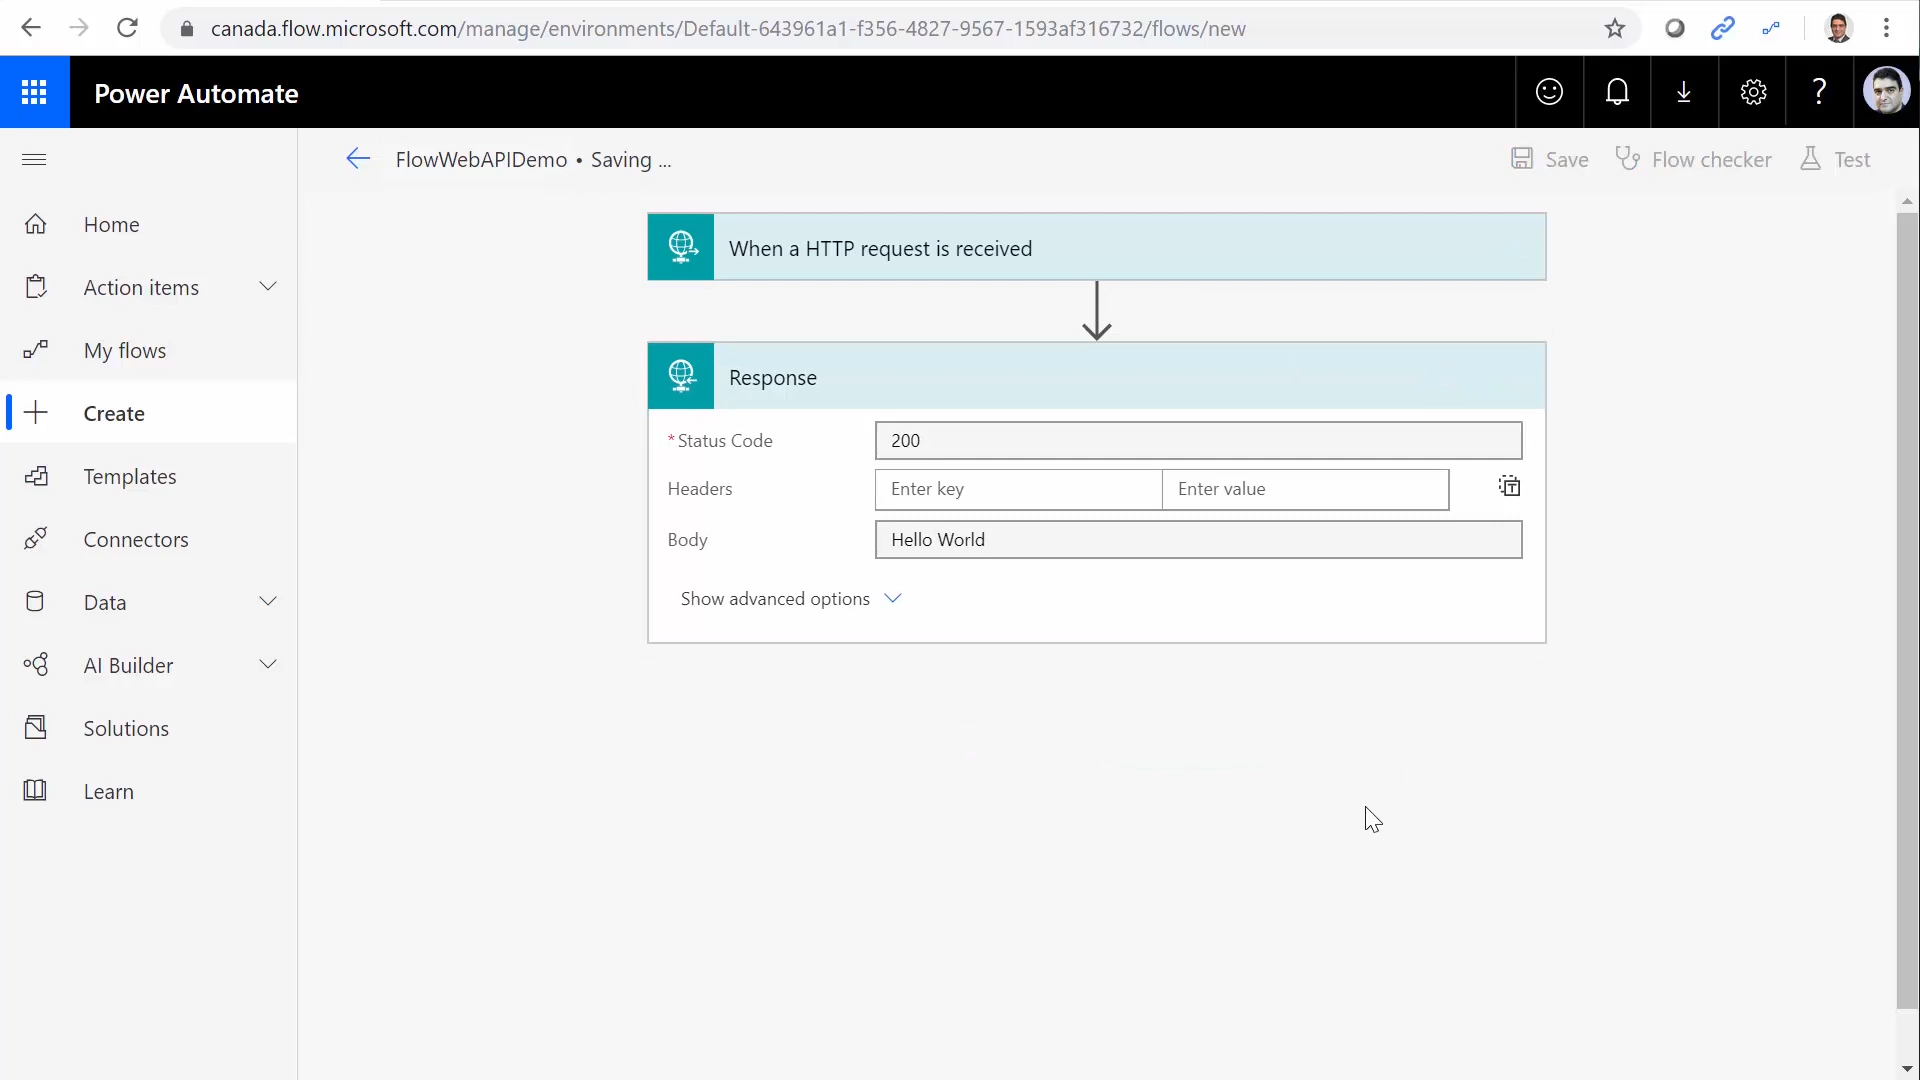 canada.flow.microsoft.com/manage/environments/Default-643961a1-f356-4827-9567-1593af316732/flows/new
Power Automate
FlowWebAPIDemo • Saving ...
Save
Flow checker
Test
Home
Action items
My flows
Create
Templates
Connectors
Data
AI Builder
Solutions
Learn
When a HTTP request is received
Response
* Status Code
200
Headers
Enter key
Enter value
Body
Hello World
Show advanced options